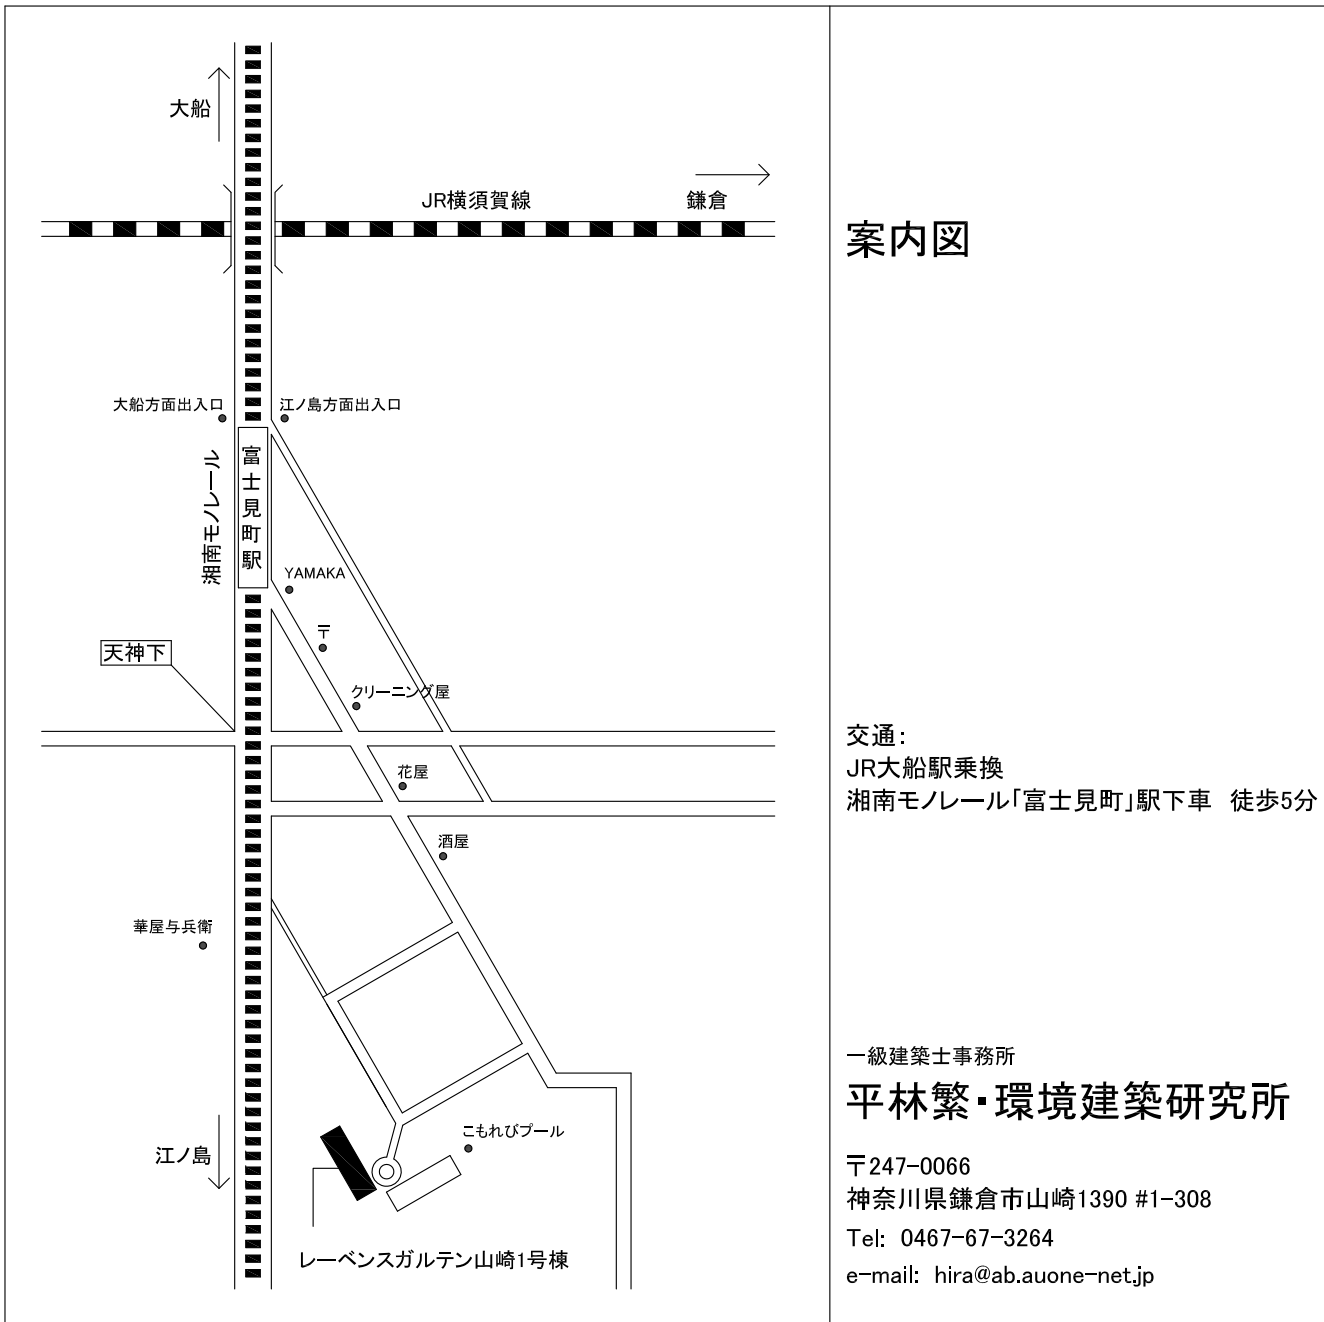 大船
JR横須賀線
鎌倉
大船方面出入口
江ノ島方面出入口
湘南モノレール
富士見町駅
YAMAKA
〒
天神下
クリーニング屋
花屋
酒屋
華屋与兵衛
こもれびプール
江ノ島
レーベンスガルテン山崎1号棟
案内図
交通:
JR大船駅乗換
湘南モノレール「富士見町」駅下車　徒歩5分
一級建築士事務所
平林繁・環境建築研究所
〒247-0066
神奈川県鎌倉市山崎1390 #1-308
Tel: 0467-67-3264
e-mail: hira@ab.auone-net.jp